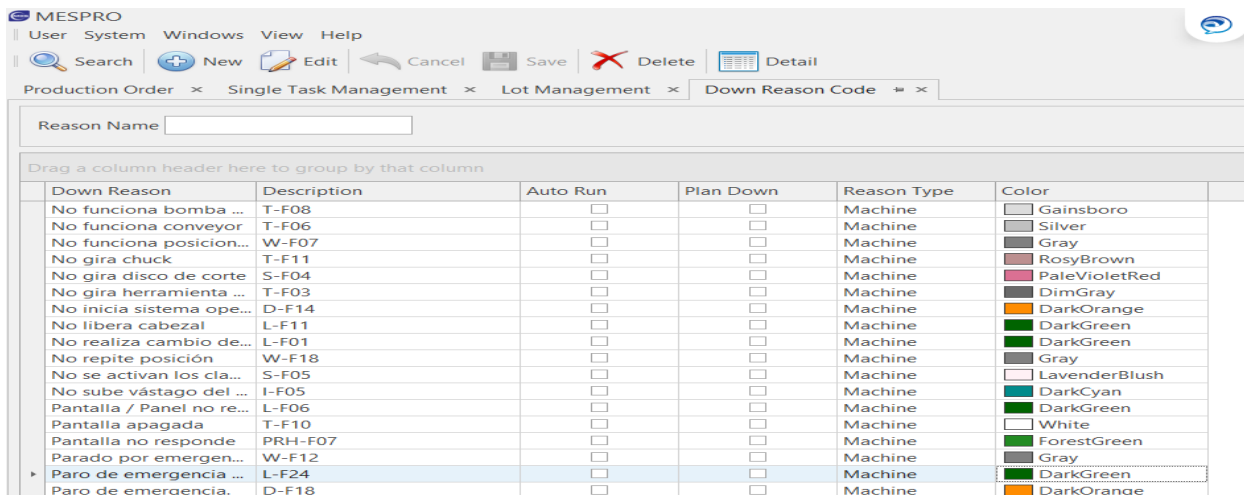 MESPRO
User System Windows View Help
Search New Edit Cancel Save Delete Detail
Production Order × Single Task Management × Lot Management × Down Reason Code ×
Reason Name
Drag a column header here to group by that column
Down Reason Description Auto Run Plan Down Reason Type Color
No funciona bomba ... T-F08 Machine Gainsboro
No funciona conveyor T-F06 Machine Silver
No funciona posicion... W-F07 Machine Gray
No gira chuck T-F11 Machine RosyBrown
No gira disco de corte S-F04 Machine PaleVioletRed
No gira herramienta ... T-F03 Machine DimGray
No inicia sistema ope... D-F14 Machine DarkOrange
No libera cabezal L-F11 Machine DarkGreen
No realiza cambio de... L-F01 Machine DarkGreen
No repite posición W-F18 Machine Gray
No se activan los cla... S-F05 Machine LavenderBlush
No sube vástago del ... I-F05 Machine DarkCyan
Pantalla / Panel no re... L-F06 Machine DarkGreen
Pantalla apagada T-F10 Machine White
Pantalla no responde PRH-F07 Machine ForestGreen
Parado por emergen... W-F12 Machine Gray
Paro de emergencia ... L-F24 Machine DarkGreen
Paro de emergencia. D-F18 Machine DarkOrange